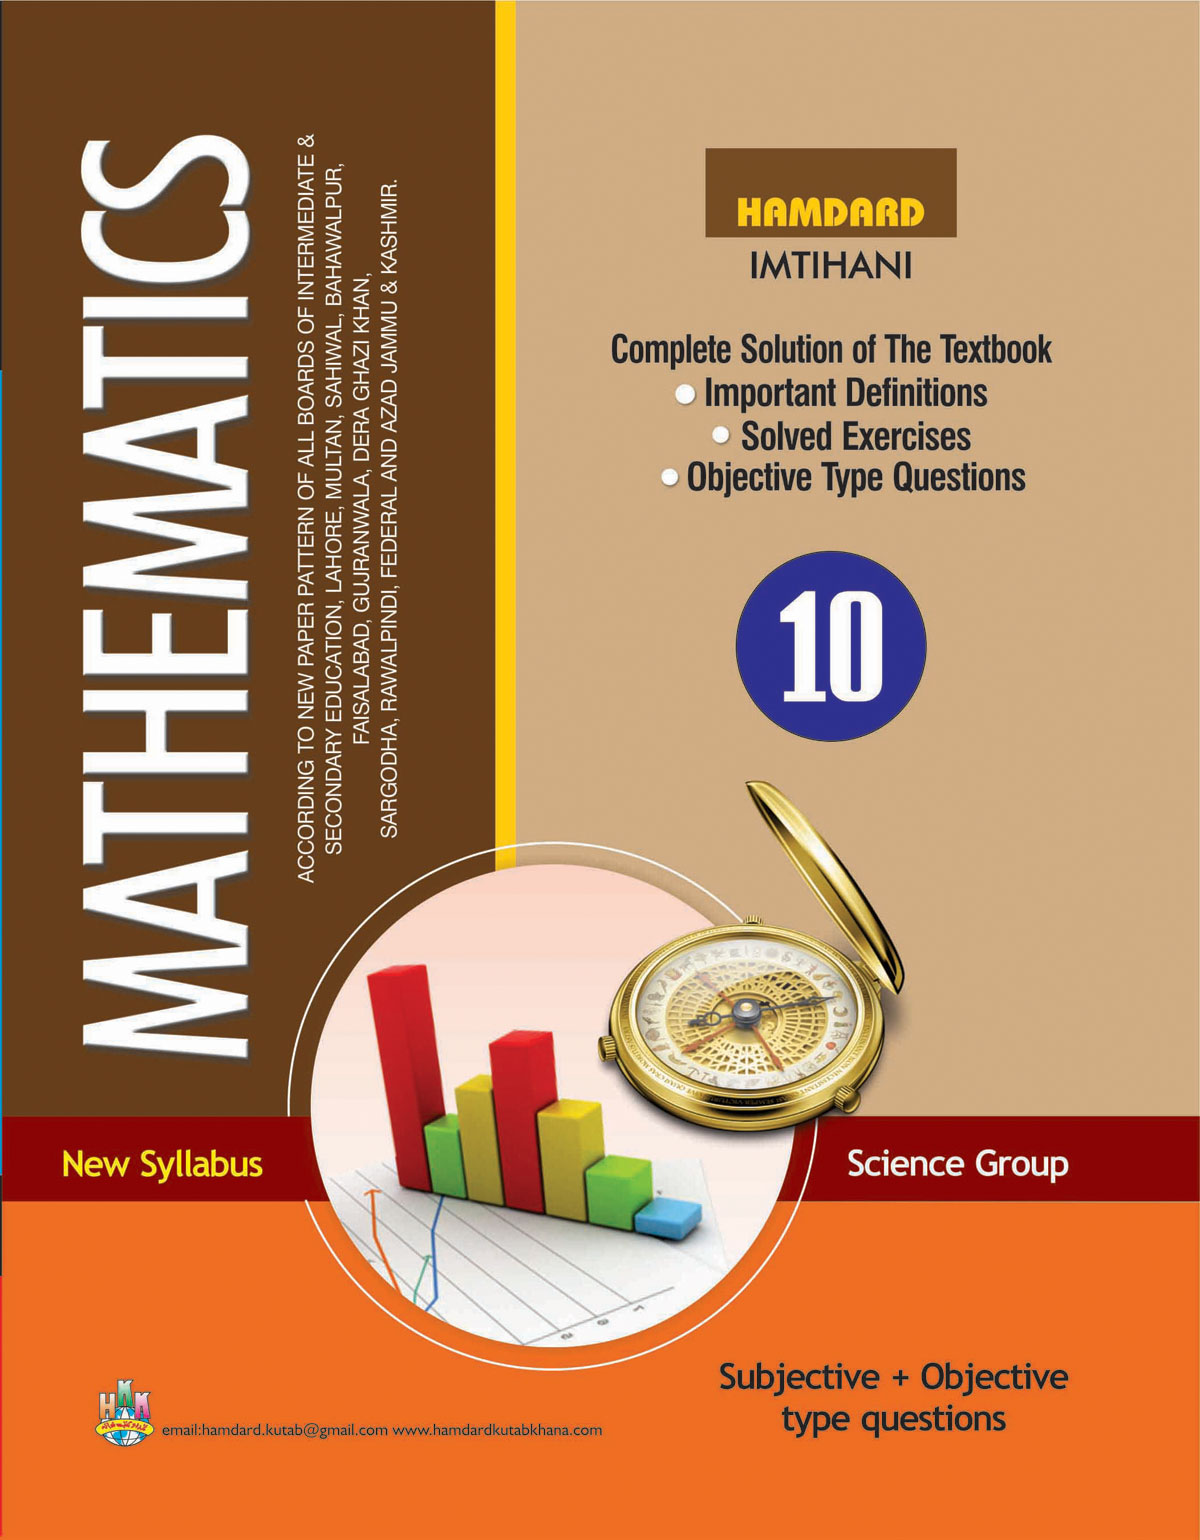 MATHEMATICS
ACCORDING TO NEW PAPER PATTERN OF ALL BOARDS OF INTERMEDIATE &
SECONDARY EDUCATION, LAHORE, MULTAN, SAHIWAL, BAHAWALPUR,
FAISALABAD, GUJRANWALA, DERA GHAZI KHAN,
SARGODHA, RAWALPINDI, FEDERAL AND AZAD JAMMU & KASHMIR.
HAMDARD
IMTIHANI
Complete Solution of The Textbook
Important Definitions
Solved Exercises
Objective Type Questions
10
New Syllabus
Science Group
Subjective + Objective
type questions
HKK
email:hamdard.kutab@gmail.com www.hamdardkutabkhana.com